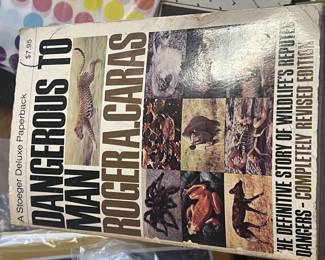 $7.95
A Stoeger Deluxe Paperback
DANGEROUS TO
MAN
ROGER A. CARAS
THE DEFINITIVE STORY OF WILDLIFE'S REPUTED
DANGERS - COMPLETELY REVISED EDITION